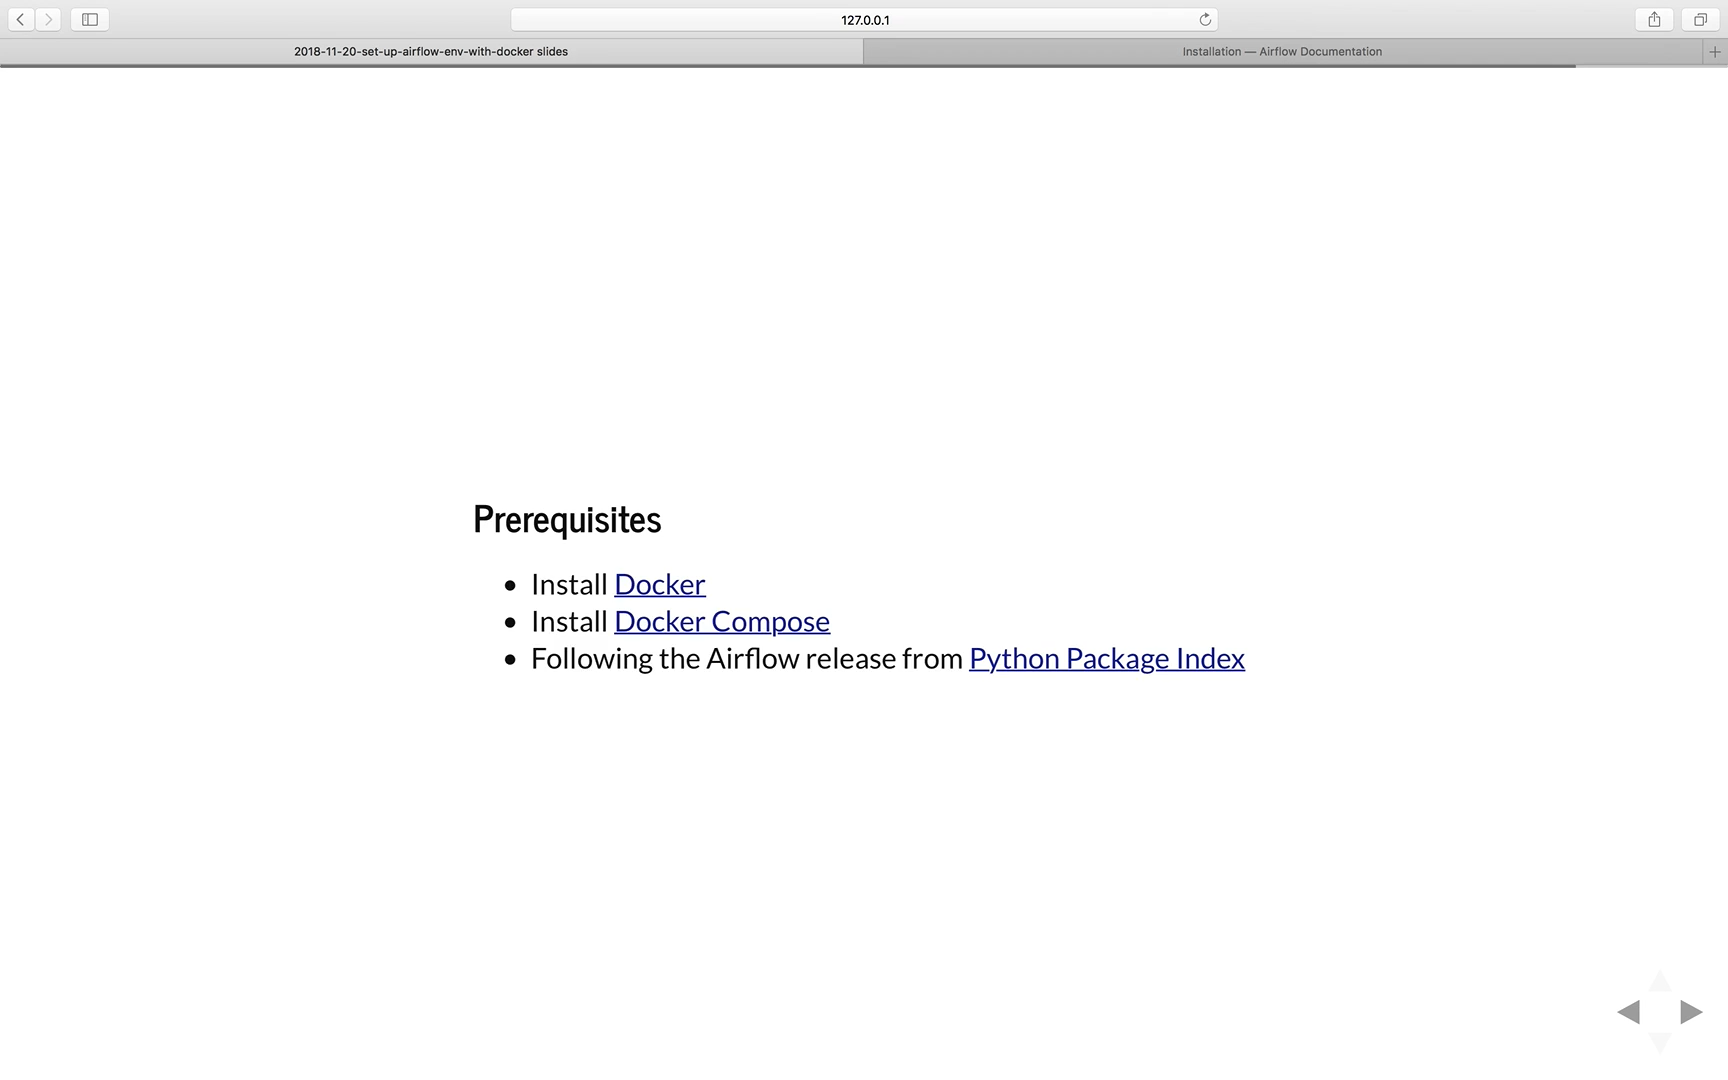 127.0.0.1
2018-11-20-set-up-airflow-env-with-docker slides
Installation — Airflow Documentation
Prerequisites
Install Docker
Install Docker Compose
Following the Airflow release from Python Package Index